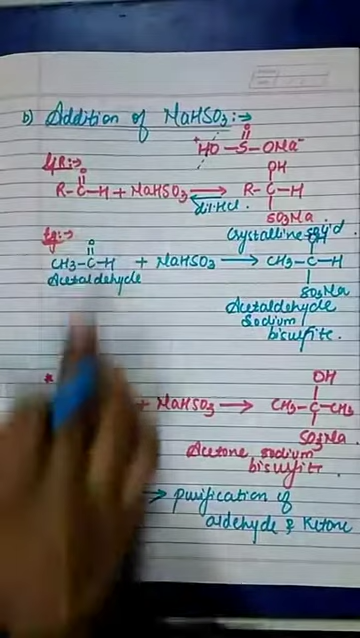 b) Addition of NaHSO3 :→
O
HO - S - ONa
G.R:→ O OH
R-C-H + NaHSO3 ⇌ R-C-H
dil·HCl. SO3Na.
Crystalline solid
Eg:→ O OH
CH3-C-H + NaHSO3 → CH3-C-H
Acetaldehyde SO3Na
Acetaldehyde
Sodium
bisulfite.
* OH
+ NaHSO3 → CH3-C-CH3
SO3Na
Acetone sodium
bisulfite.
→ purification of
aldehyde & Ketone